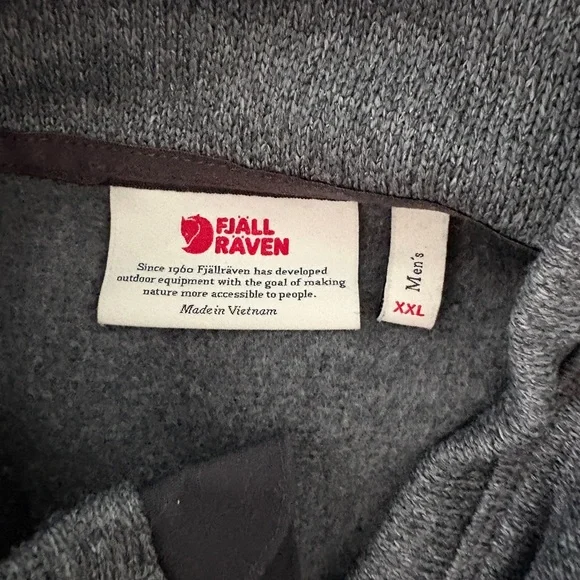 FJÄLL
RÄVEN
Since 1960 Fjällräven has developed
outdoor equipment with the goal of making
nature more accessible to people.
Made in Vietnam
Men's
XXL